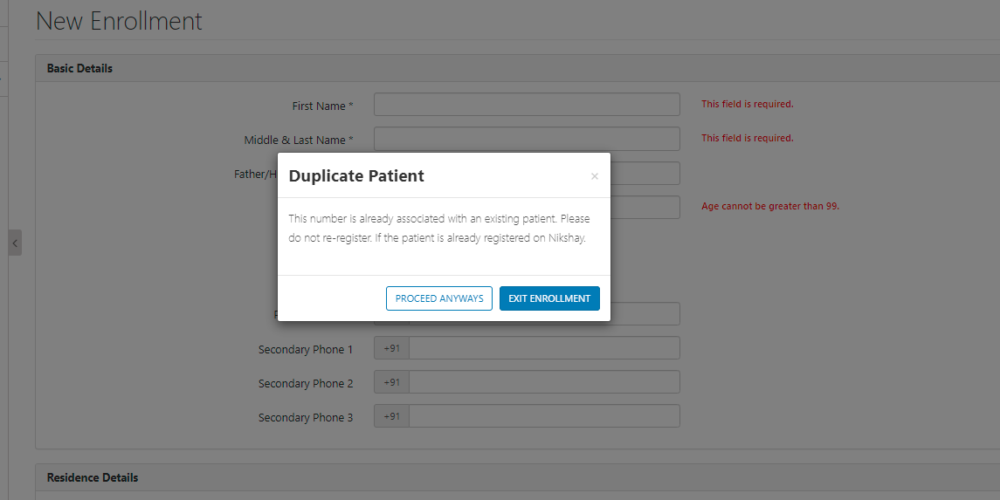 New Enrollment
Basic Details
First Name *
This field is required.
Middle & Last Name *
This field is required.
Father/H
Age cannot be greater than 99.
Duplicate Patient
×
This number is already associated with an existing patient. Please
do not re-register. If the patient is already registered on Nikshay.
PROCEED ANYWAYS
EXIT ENROLLMENT
Secondary Phone 1
+91
Secondary Phone 2
+91
Secondary Phone 3
+91
Residence Details